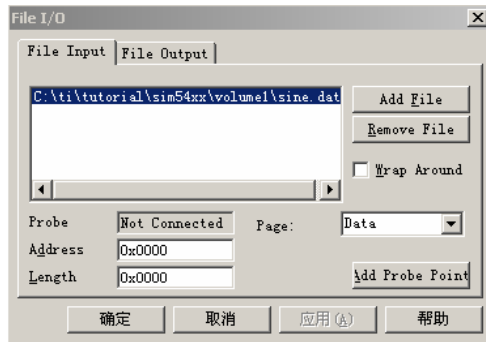 File I/O
File Input File Output
C:\ti\tutorial\sim54xx\volume1\sine.dat
Add File
Remove File
Wrap Around
Probe Not Connected Page: Data
Address 0x0000
Length 0x0000 Add Probe Point
确定 取消 应用(A) 帮助